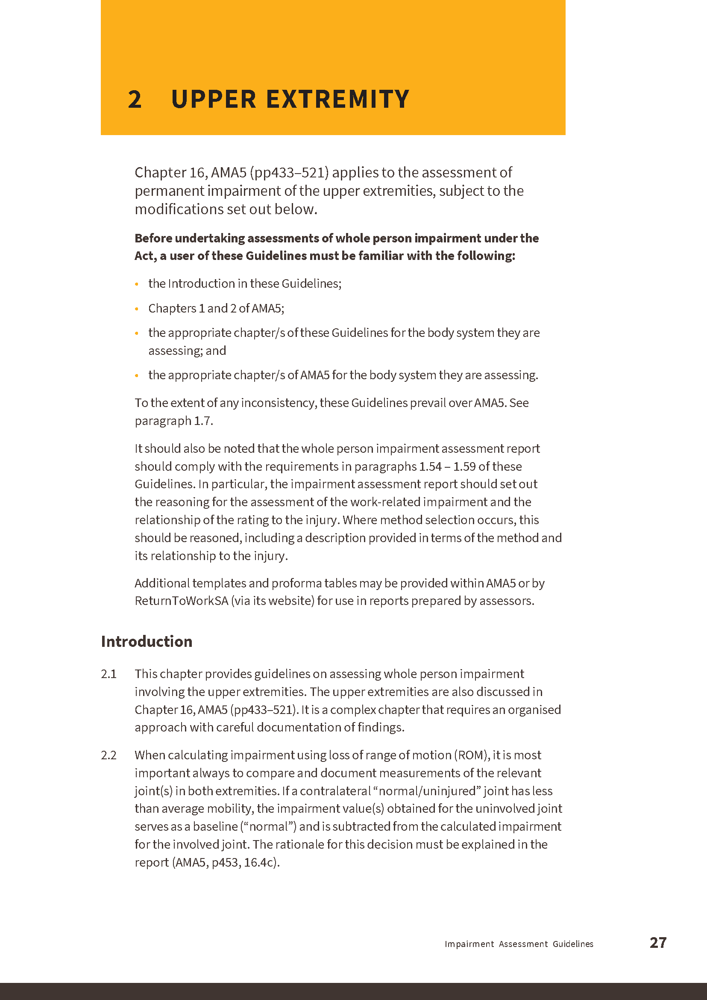 2 UPPER EXTREMITY
Chapter 16, AMA5 (pp433–521) applies to the assessment of
permanent impairment of the upper extremities, subject to the
modifications set out below.
Before undertaking assessments of whole person impairment under the
Act, a user of these Guidelines must be familiar with the following:
• the Introduction in these Guidelines;
• Chapters 1 and 2 of AMA5;
• the appropriate chapter/s of these Guidelines for the body system they are
assessing; and
• the appropriate chapter/s of AMA5 for the body system they are assessing.
To the extent of any inconsistency, these Guidelines prevail over AMA5. See
paragraph 1.7.
It should also be noted that the whole person impairment assessment report
should comply with the requirements in paragraphs 1.54 – 1.59 of these
Guidelines. In particular, the impairment assessment report should set out
the reasoning for the assessment of the work-related impairment and the
relationship of the rating to the injury. Where method selection occurs, this
should be reasoned, including a description provided in terms of the method and
its relationship to the injury.
Additional templates and proforma tables may be provided within AMA5 or by
ReturnToWorkSA (via its website) for use in reports prepared by assessors.
Introduction
2.1 This chapter provides guidelines on assessing whole person impairment
involving the upper extremities. The upper extremities are also discussed in
Chapter 16, AMA5 (pp433–521). It is a complex chapter that requires an organised
approach with careful documentation of findings.
2.2 When calculating impairment using loss of range of motion (ROM), it is most
important always to compare and document measurements of the relevant
joint(s) in both extremities. If a contralateral “normal/uninjured” joint has less
than average mobility, the impairment value(s) obtained for the uninvolved joint
serves as a baseline (“normal”) and is subtracted from the calculated impairment
for the involved joint. The rationale for this decision must be explained in the
report (AMA5, p453, 16.4c).
Impairment Assessment Guidelines 27